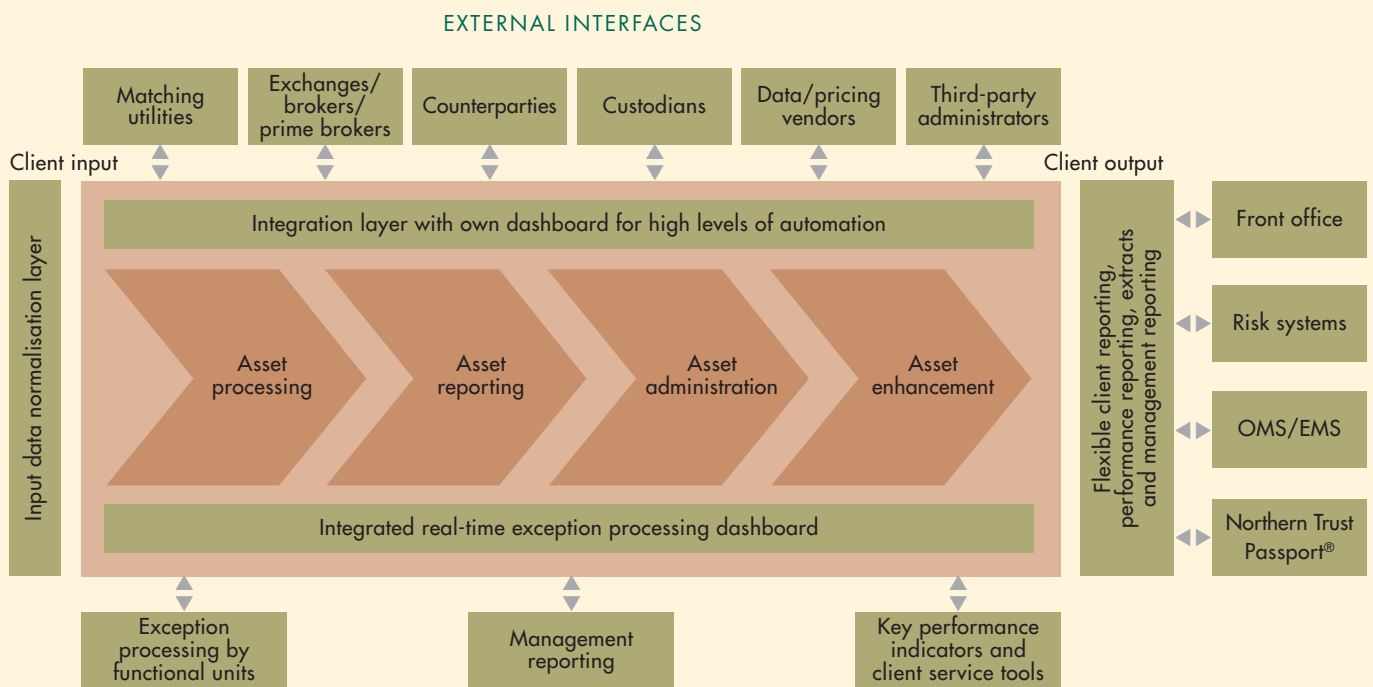 EXTERNAL INTERFACES
Matching
utilities
Exchanges/
brokers/
prime brokers
Counterparties
Custodians
Data/pricing
vendors
Third-party
administrators
Client input
Client output
Input data normalisation layer
Integration layer with own dashboard for high levels of automation
Asset
processing
Asset
reporting
Asset
administration
Asset
enhancement
Integrated real-time exception processing dashboard
Flexible client reporting,
performance reporting, extracts
and management reporting
Front office
Risk systems
OMS/EMS
Northern Trust
Passport®
Exception
processing by
functional units
Management
reporting
Key performance
indicators and
client service tools